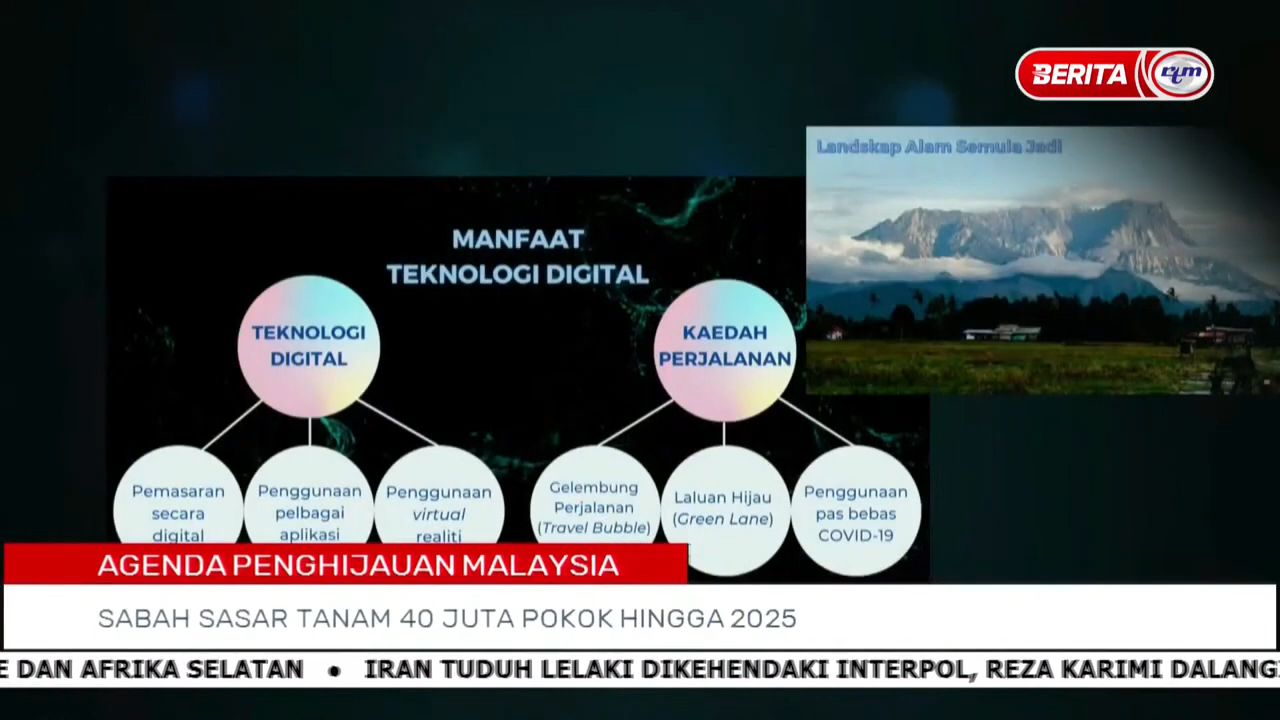 BERITA rtm
Landskap Alam Semula Jadi
MANFAAT
TEKNOLOGI DIGITAL
TEKNOLOGI
DIGITAL
KAEDAH
PERJALANAN
Pemasaran
secara
digital
Penggunaan
pelbagai
aplikasi
Penggunaan
virtual
realiti
Gelembung
Perjalanan
(Travel Bubble)
Laluan Hijau
(Green Lane)
Penggunaan
pas bebas
COVID-19
AGENDA PENGHIJAUAN MALAYSIA
SABAH SASAR TANAM 40 JUTA POKOK HINGGA 2025
E DAN AFRIKA SELATAN • IRAN TUDUH LELAKI DIKEHENDAKI INTERPOL, REZA KARIMI DALANG